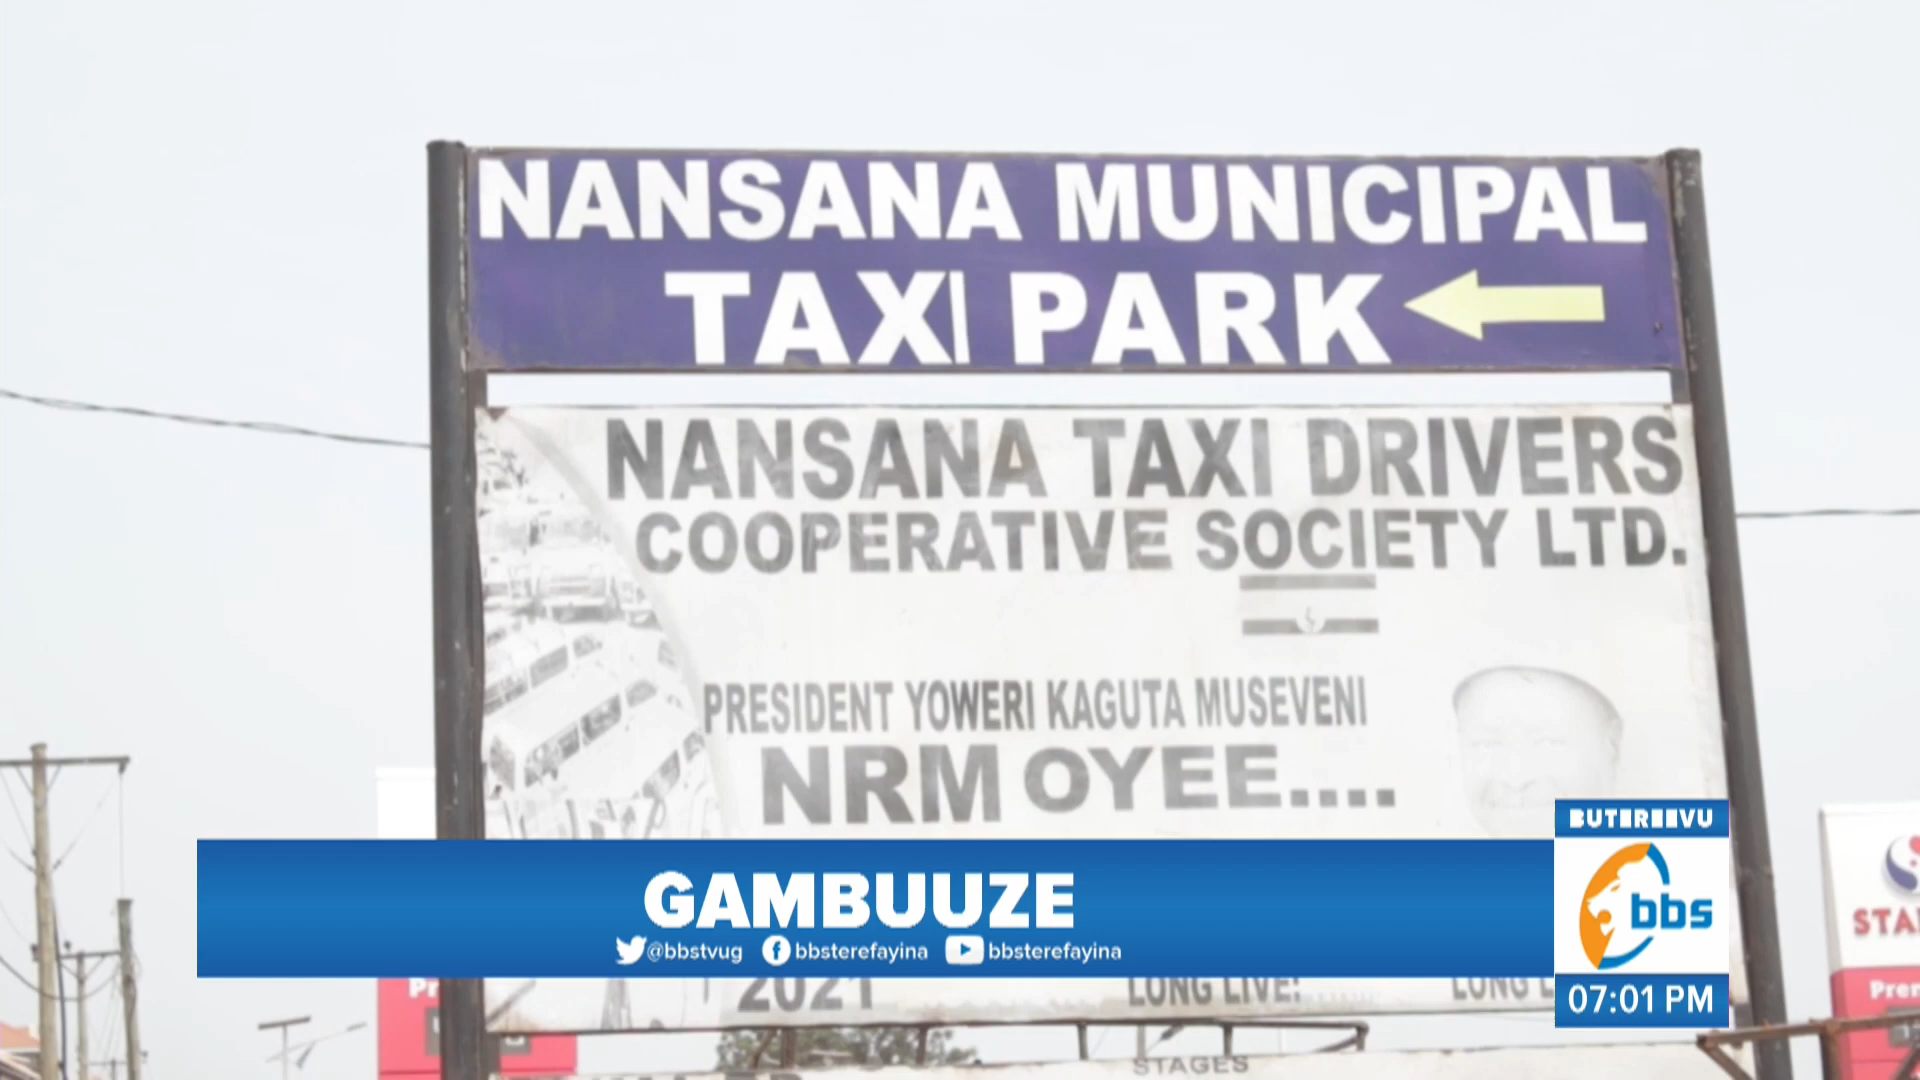 NANSANA MUNICIPAL
TAXI PARK
NANSANA TAXI DRIVERS
COOPERATIVE SOCIETY LTD.
PRESIDENT YOWERI KAGUTA MUSEVENI
NRM OYEE....
BUTEREEVU
GAMBUUZE
bbs
@bbstvug bbsterefayina bbsterefayina
2021 LONG LIVE!
LONG
07:01 PM
STAGES